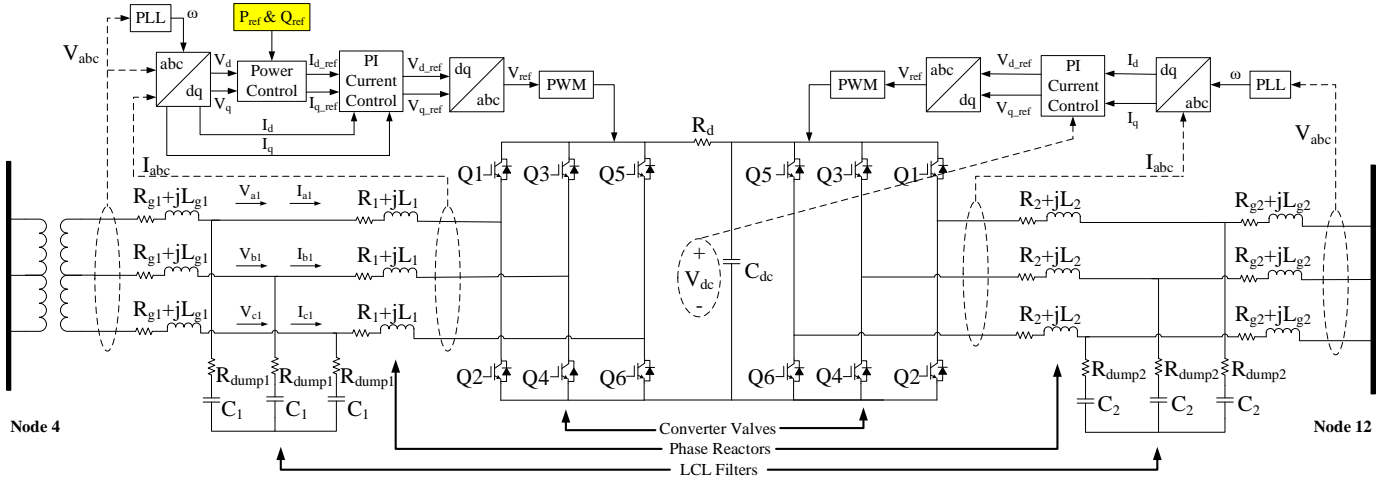 PLL
ω
P_ref & Q_ref
V_abc
abc
dq
V_d
V_q
Power
Control
I_d_ref
I_q_ref
PI
Current
Control
V_d_ref
V_q_ref
dq
abc
V_ref
PWM
I_d
I_q
I_abc
PWM
V_ref
abc
dq
V_d_ref
V_q_ref
PI
Current
Control
I_d
I_q
dq
abc
ω
PLL
V_abc
I_abc
R_d
Q1
Q3
Q5
Q5
Q3
Q1
R_g1+jL_g1
V_a1
I_a1
R_1+jL_1
R_g1+jL_g1
V_b1
I_b1
R_1+jL_1
R_g1+jL_g1
V_c1
I_c1
R_1+jL_1
+
V_dc
-
C_dc
R_2+jL_2
R_g2+jL_g2
R_2+jL_2
R_g2+jL_g2
R_2+jL_2
R_g2+jL_g2
R_dump1
R_dump1
R_dump1
C_1
C_1
C_1
Q2
Q4
Q6
Q6
Q4
Q2
R_dump2
R_dump2
R_dump2
C_2
C_2
C_2
Node 4
Node 12
Converter Valves
Phase Reactors
LCL Filters